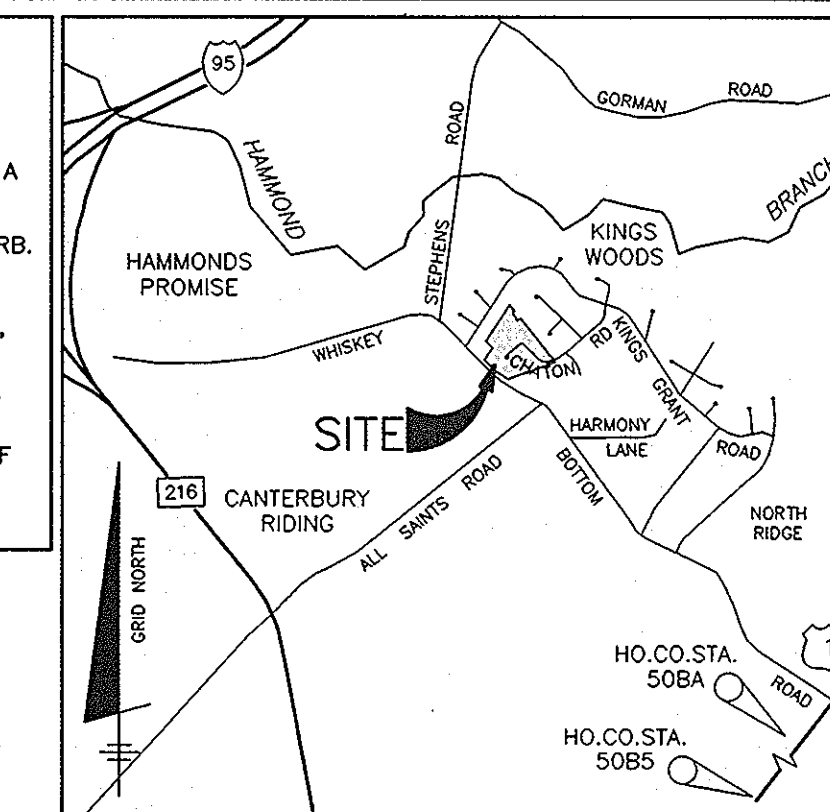 A
RB.
F
95
GORMAN
ROAD
ROAD
HAMMOND
BRANCH
KINGS
WOODS
HAMMONDS
PROMISE
STEPHENS
WHISKEY
RD
KINGS
GRANT
SITE
HARMONY
LANE
ROAD
BOTTOM
216
CANTERBURY
RIDING
ALL SAINTS ROAD
NORTH
RIDGE
GRID NORTH
1
HO.CO.STA.
50BA
ROAD
HO.CO.STA.
50B5